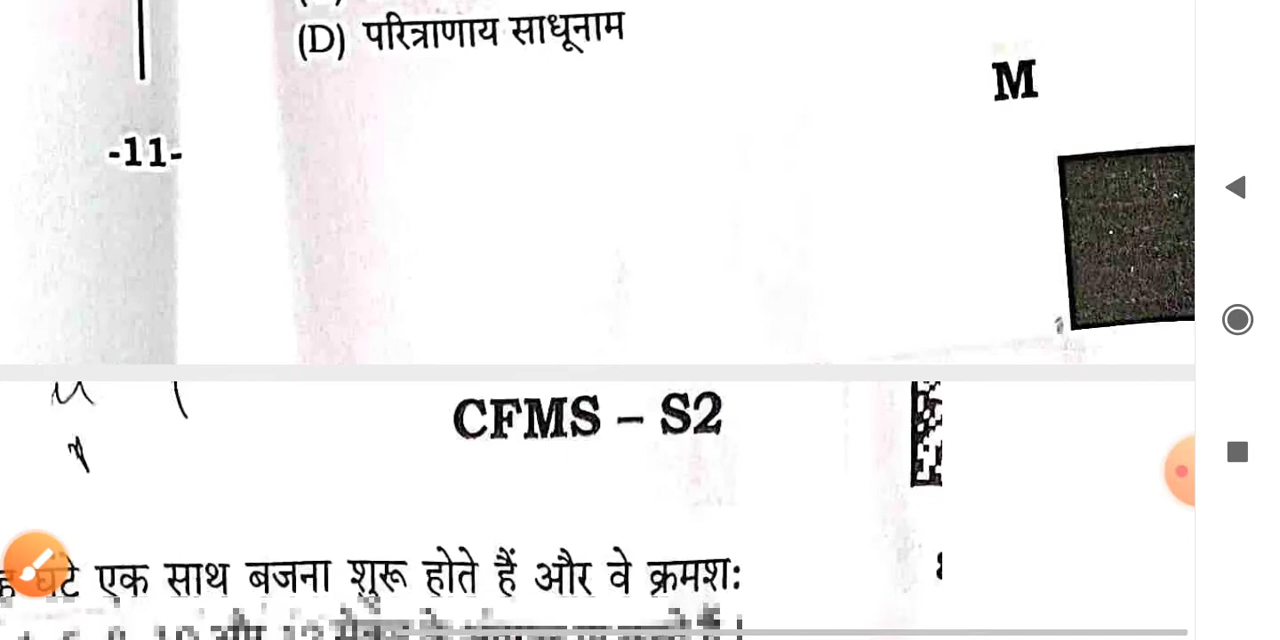 (D) परित्राणाय साधूनाम
M
-11-
CFMS – S2
घंटे एक साथ बजना शुरू होते हैं और वे क्रमश: